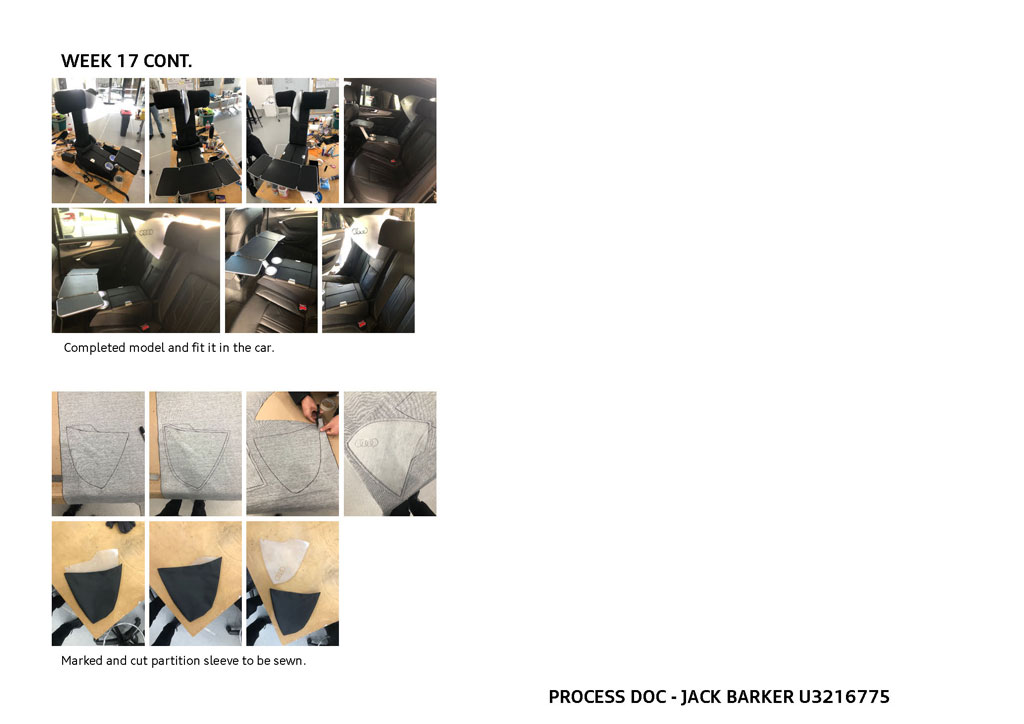 WEEK 17 CONT.
Completed model and fit it in the car.
Marked and cut partition sleeve to be sewn.
PROCESS DOC - JACK BARKER U3216775